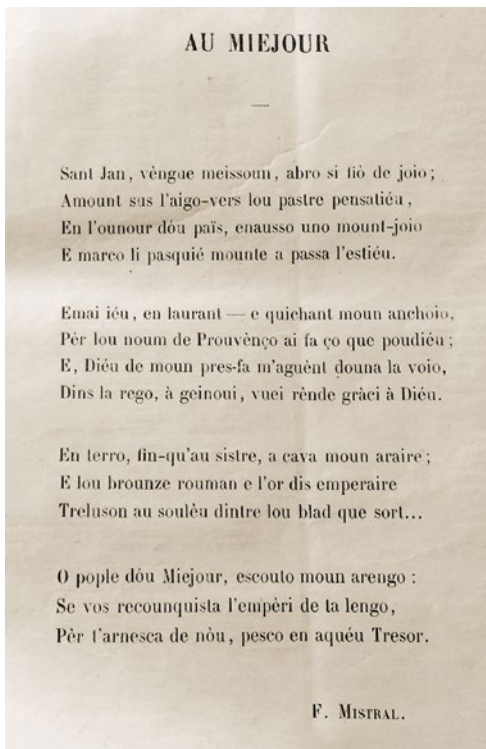 AU MIEJOUR
Sant Jan, vèngue meissoun, abro si fiò de joio;
Amount sus l'aigo-vers lou pastre pensatiéu,
En l'ounour dóu païs, enausso uno mount-joio
E marco li pasquié mounte a passa l'estiéu.
Emai iéu, en laurant — e quichant moun anchoio,
Pèr lou noum de Prouvènço ai fa ço que poudiéu;
E, Diéu de moun pres-fa m'aguènt douna la voio,
Dins la rego, à geinoui, vuei rènde gràci à Diéu.
En terro, fin-qu'au sistre, a cava moun araire;
E lou brounze rouman e l'or dis emperaire
Treluson au soulèu dintre lou blad que sort...
O pople dóu Miejour, escouto moun arengo :
Se vos recounquista l'empèri de ta lengo,
Pèr t'arnesca de nòu, pesco en aquéu Tresor.
F. MISTRAL.